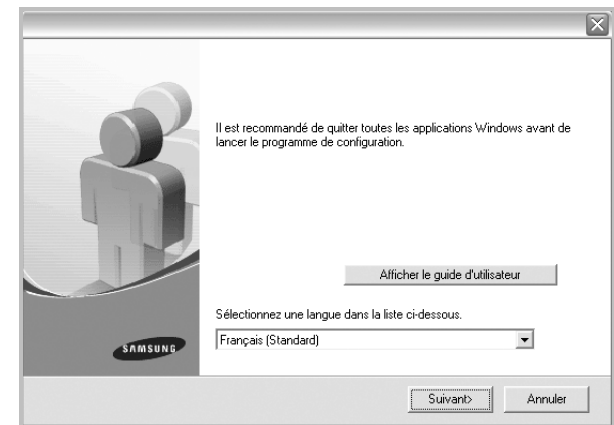 Il est recommandé de quitter toutes les applications Windows avant de
lancer le programme de configuration.
Afficher le guide d'utilisateur
Sélectionnez une langue dans la liste ci-dessous.
Français (Standard)
SAMSUNG
Suivant>
Annuler